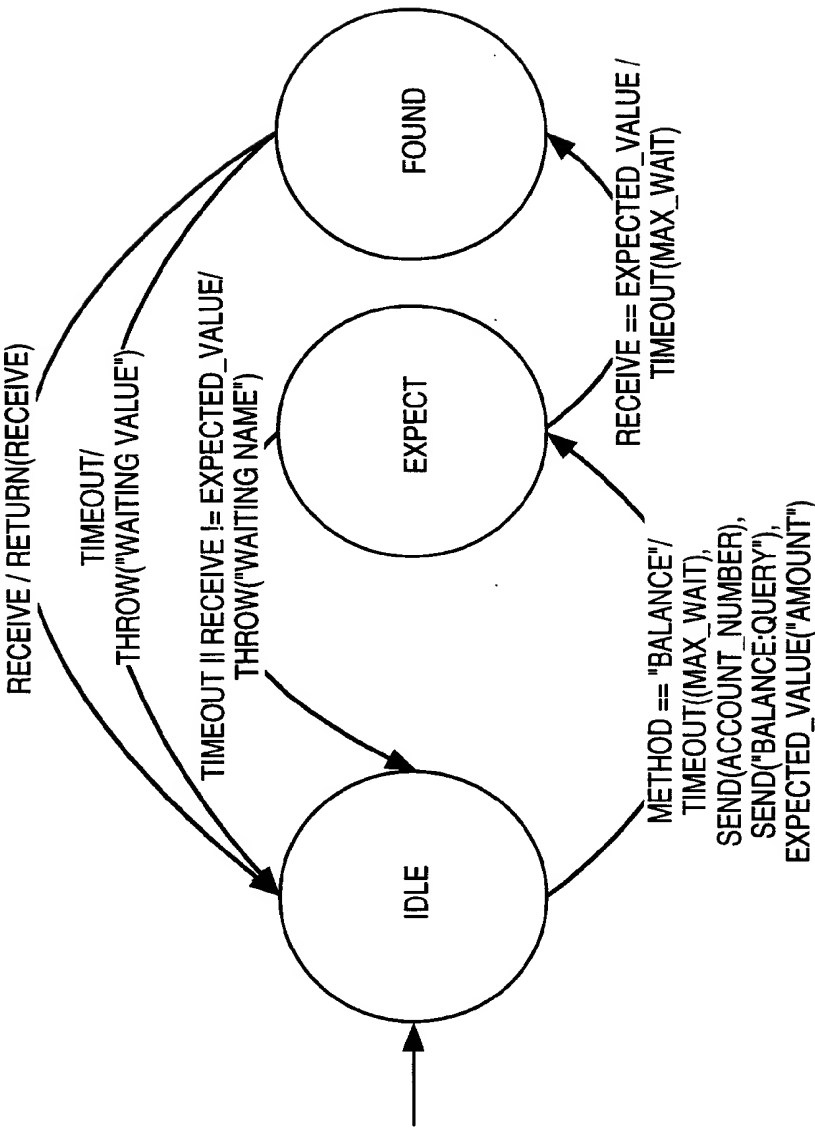 RECEIVE / RETURN(RECEIVE)
TIMEOUT/
THROW("WAITING VALUE")
TIMEOUT || RECEIVE != EXPECTED_VALUE/
THROW("WAITING NAME")
IDLE
EXPECT
FOUND
METHOD == "BALANCE"/
TIMEOUT((MAX_WAIT),
SEND(ACCOUNT_NUMBER),
SEND("BALANCE:QUERY"),
EXPECTED_VALUE("AMOUNT")
RECEIVE == EXPECTED_VALUE /
TIMEOUT(MAX_WAIT)